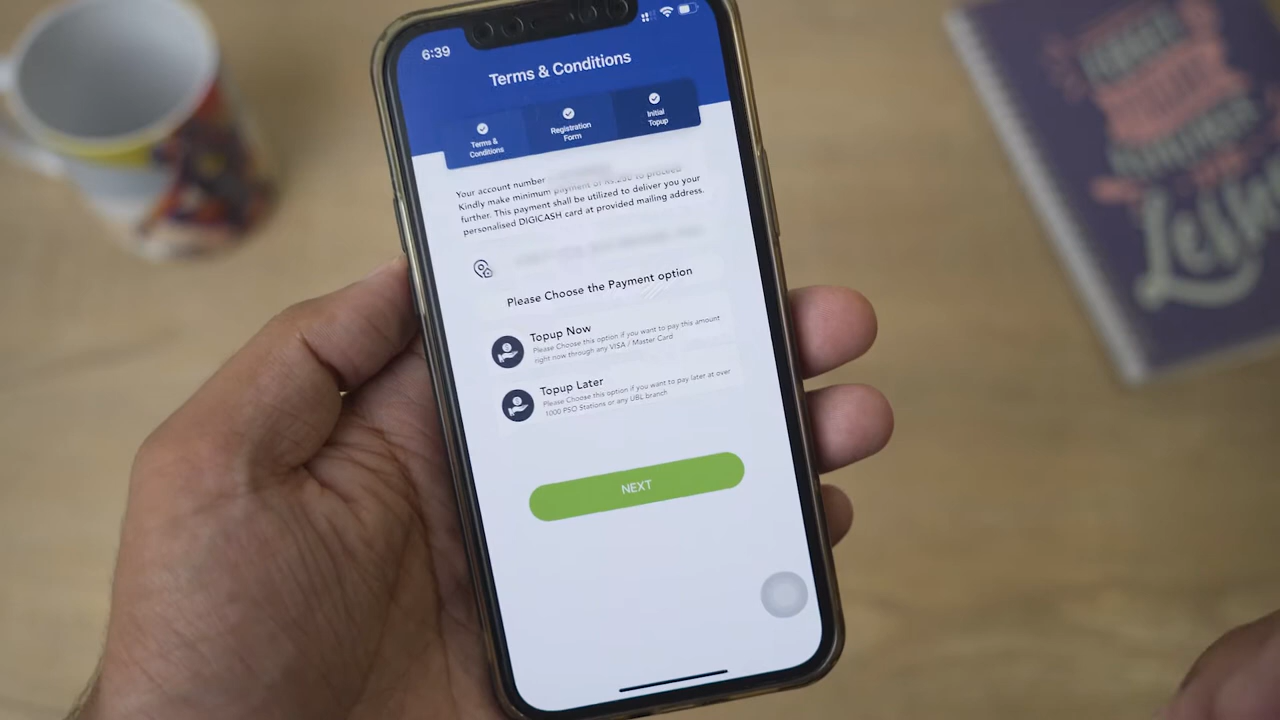 6:39
Terms & Conditions
Terms &
Conditions
Registration
Form
Initial
Topup
Your account number
Kindly make minimum payment of Rs.250 to proceed
further. This payment shall be utilized to deliver you your
personalised DIGICASH card at provided mailing address.
Please Choose the Payment option
Topup Now
Please Choose this option if you want to pay this amount
right now through any VISA / Master Card
Topup Later
Please Choose this option if you want to pay later at over
1000 PSO Stations or any UBL branch
NEXT